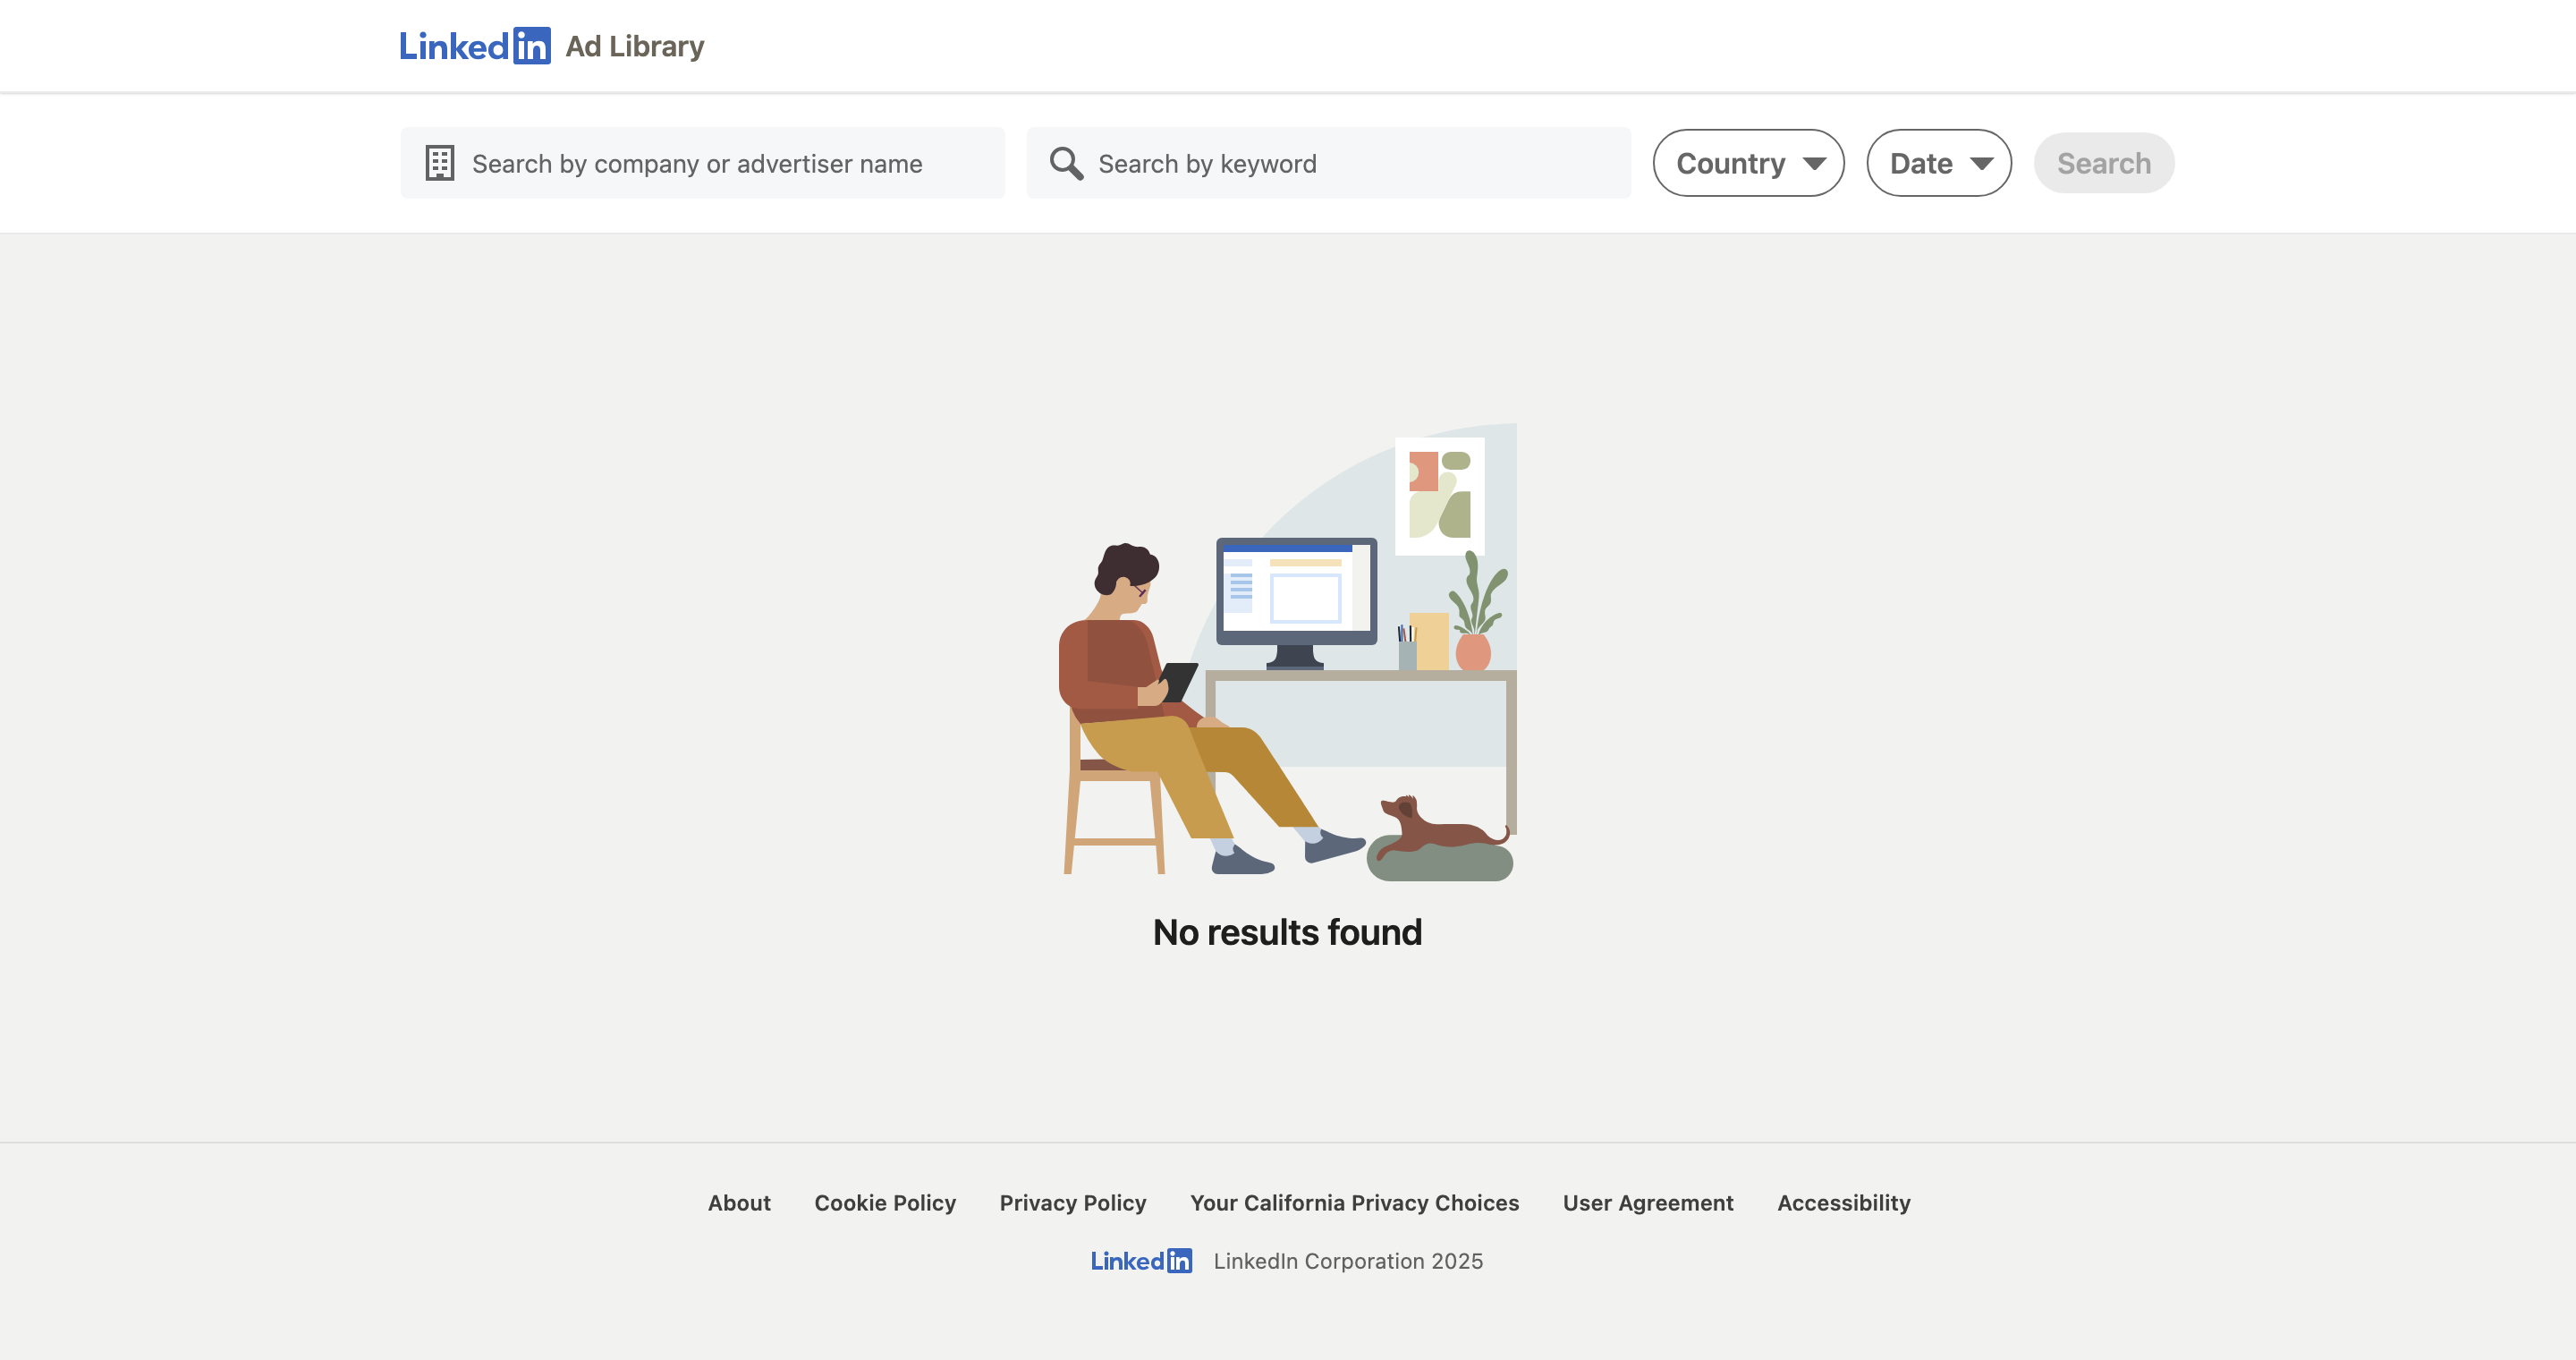 LinkedIn Ad Library
Search by company or advertiser name Search by keyword Country Date Search
No results found
About Cookie Policy Privacy Policy Your California Privacy Choices User Agreement Accessibility
LinkedIn LinkedIn Corporation 2025